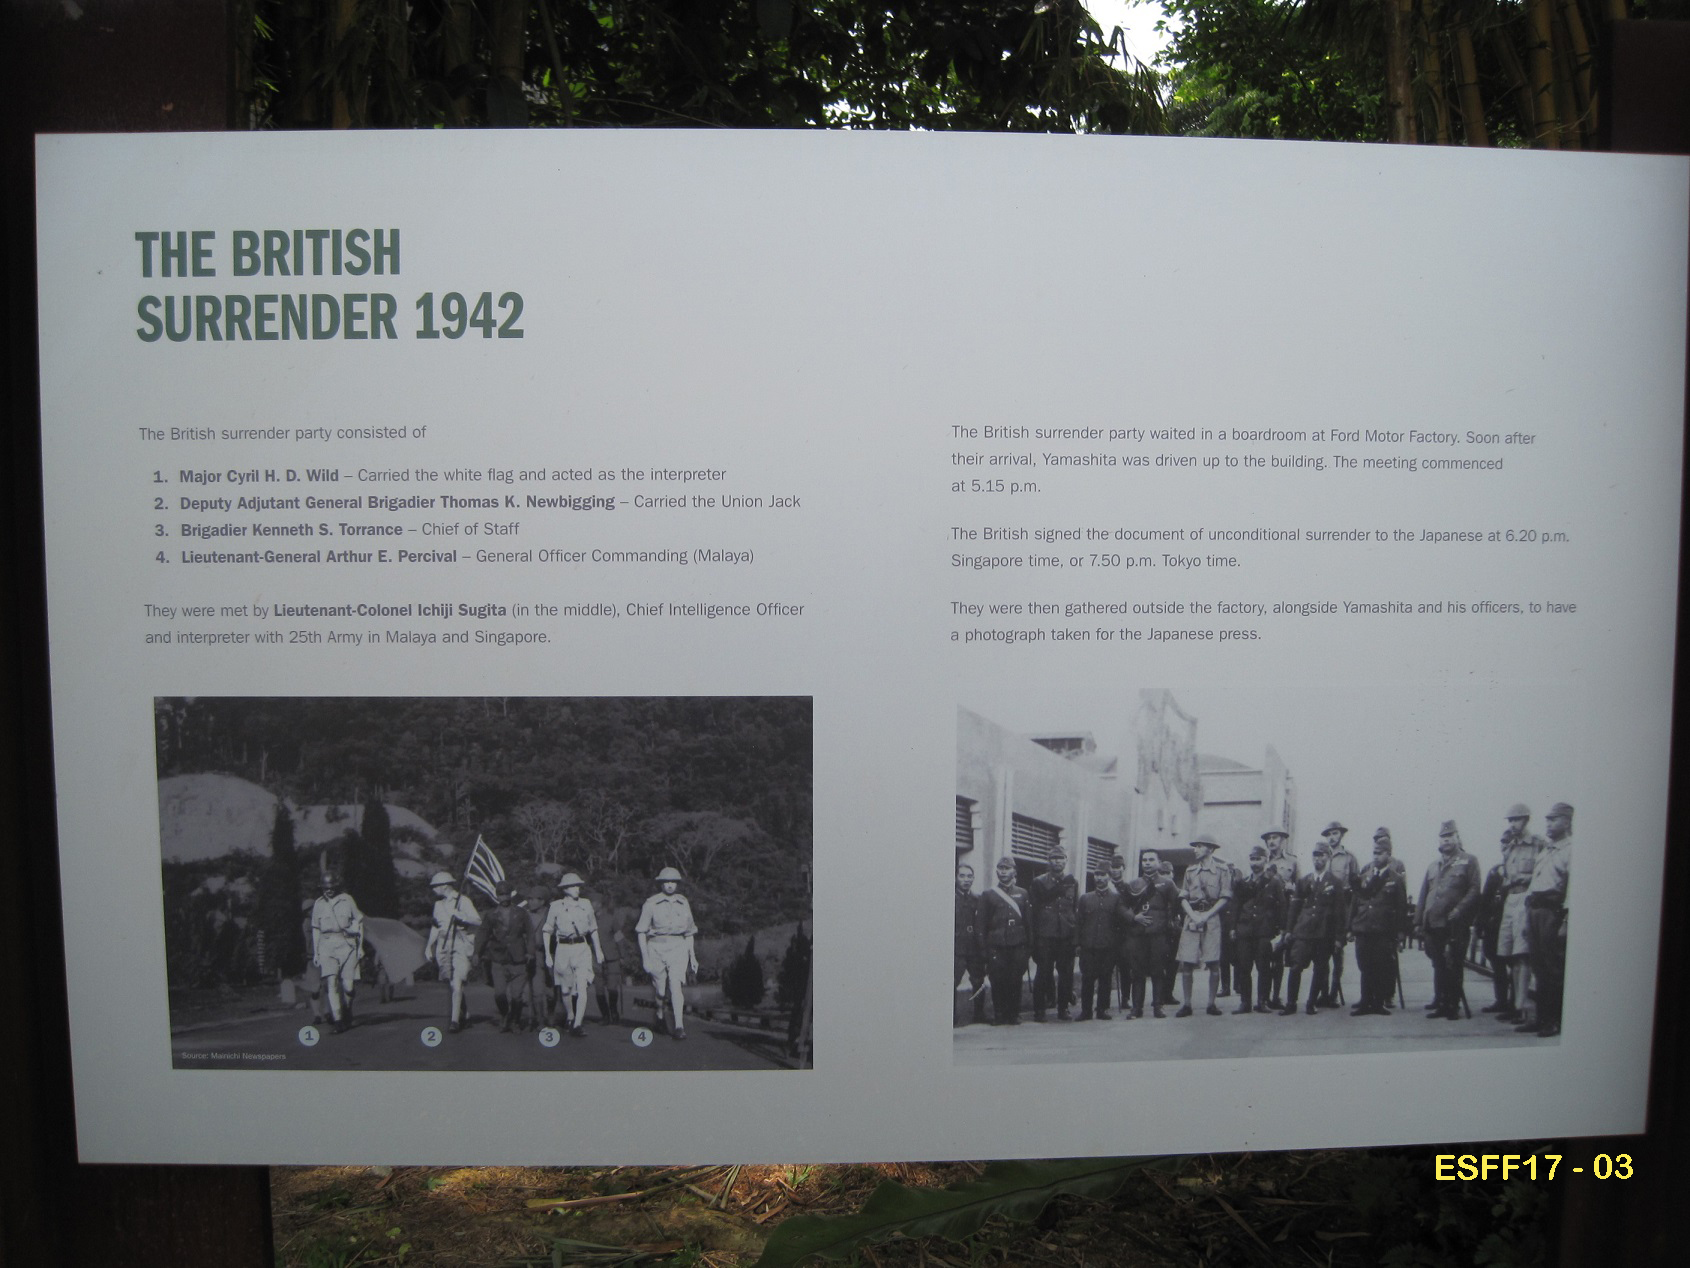 THE BRITISH
SURRENDER 1942
The British surrender party consisted of
1. Major Cyril H. D. Wild – Carried the white flag and acted as the interpreter
2. Deputy Adjutant General Brigadier Thomas K. Newbigging – Carried the Union Jack
3. Brigadier Kenneth S. Torrance – Chief of Staff
4. Lieutenant-General Arthur E. Percival – General Officer Commanding (Malaya)
They were met by Lieutenant-Colonel Ichiji Sugita (in the middle), Chief Intelligence Officer
and interpreter with 25th Army in Malaya and Singapore.
1 2 3 4
Source: Mainichi Newspapers
The British surrender party waited in a boardroom at Ford Motor Factory. Soon after
their arrival, Yamashita was driven up to the building. The meeting commenced
at 5.15 p.m.
The British signed the document of unconditional surrender to the Japanese at 6.20 p.m.
Singapore time, or 7.50 p.m. Tokyo time.
They were then gathered outside the factory, alongside Yamashita and his officers, to have
a photograph taken for the Japanese press.
ESFF17 - 03